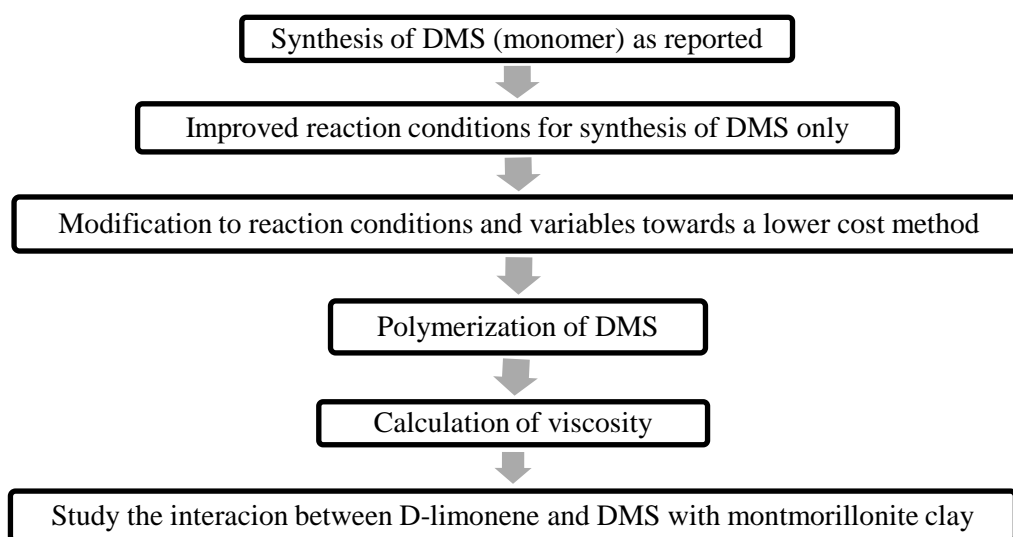 Synthesis of DMS (monomer) as reported
Improved reaction conditions for synthesis of DMS only
Modification to reaction conditions and variables towards a lower cost method
Polymerization of DMS
Calculation of viscosity
Study the interacion between D-limonene and DMS with montmorillonite clay